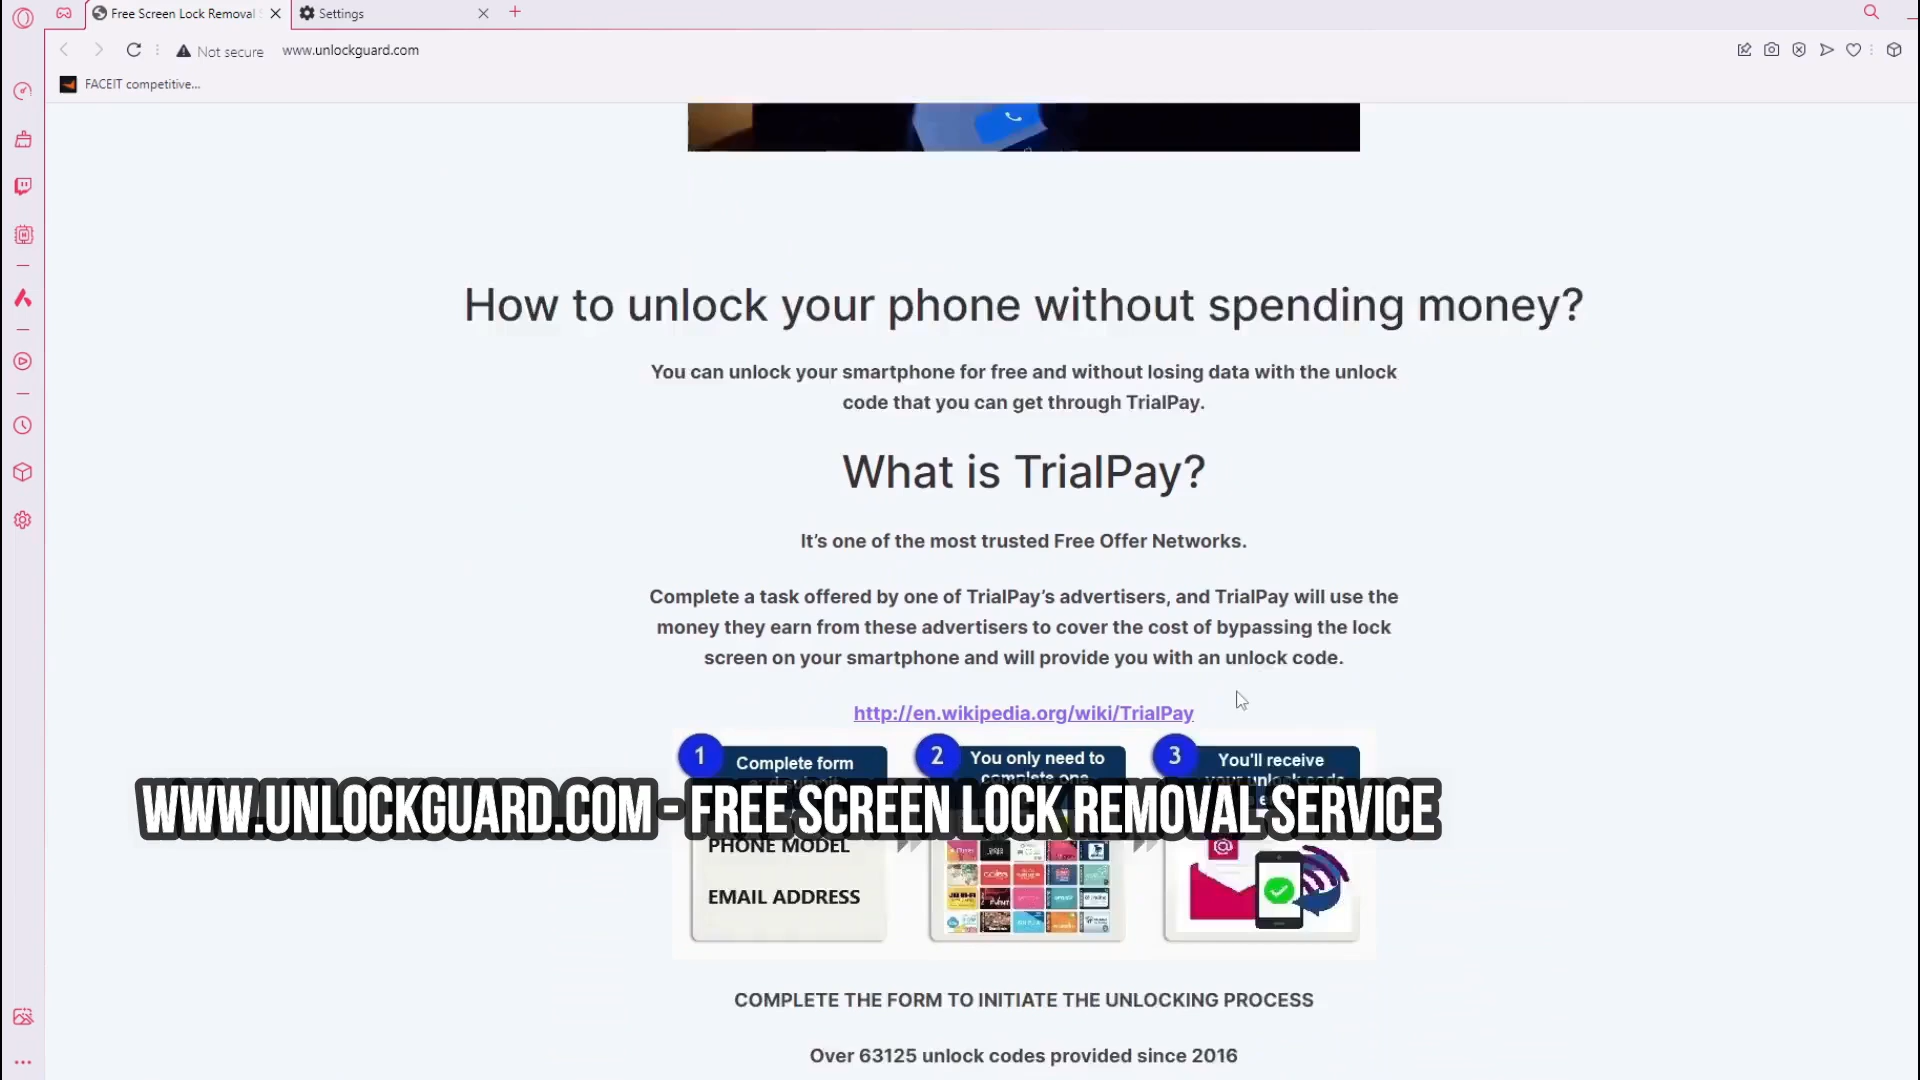 Free Screen Lock Removal
Settings
Not secure
www.unlockguard.com
FACEIT competitive...
How to unlock your phone without spending money?
You can unlock your smartphone for free and without losing data with the unlock
code that you can get through TrialPay.
What is TrialPay?
It's one of the most trusted Free Offer Networks.
Complete a task offered by one of TrialPay's advertisers, and TrialPay will use the
money they earn from these advertisers to cover the cost of bypassing the lock
screen on your smartphone and will provide you with an unlock code.
http://en.wikipedia.org/wiki/TrialPay
1
Complete form
2
You only need to
complete one
3
You'll receive
your unlock code
WWW.UNLOCKGUARD.COM - FREE SCREEN LOCK REMOVAL SERVICE
PHONE MODEL
EMAIL ADDRESS
COMPLETE THE FORM TO INITIATE THE UNLOCKING PROCESS
Over 63125 unlock codes provided since 2016